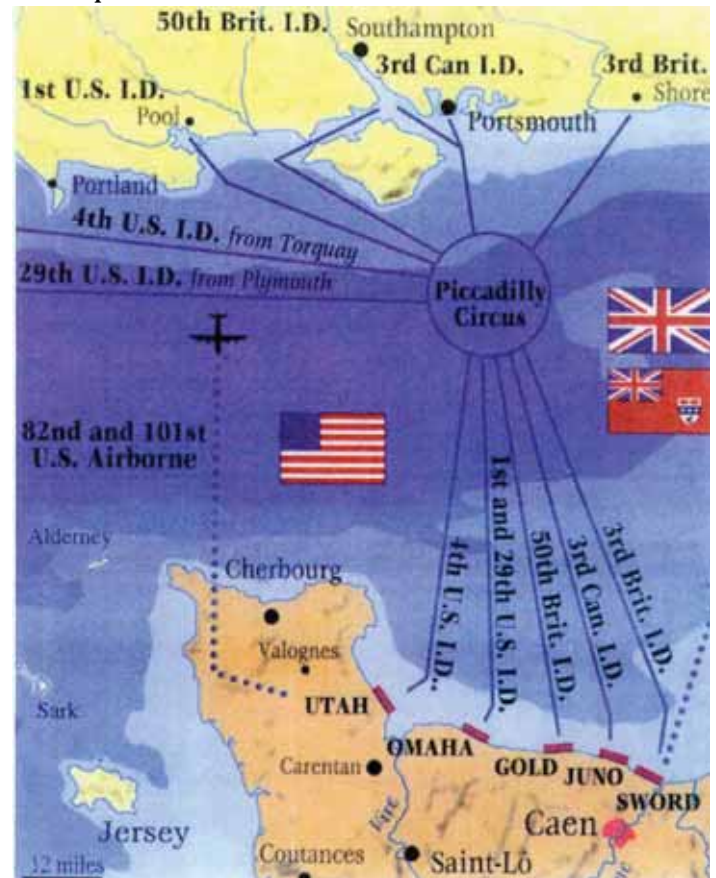 50th Brit. I.D.
Southampton
3rd Can I.D.
3rd Brit.
1st U.S. I.D.
Shore
Pool
Portsmouth
Portland
4th U.S. I.D. from Torquay
29th U.S. I.D. from Plymouth
Piccadilly
Circus
82nd and 101st
U.S. Airborne
4th U.S. I.D..
1st and 29th U.S. I.D.
50th Brit. I.D.
3rd Can. I.D.
3rd Brit. I.D.
Alderney
Cherbourg
Valognes
Sark
UTAH
OMAHA
GOLD
JUNO
SWORD
Carentan
Jersey
Caen
Coutances
Saint-Lô
12 miles